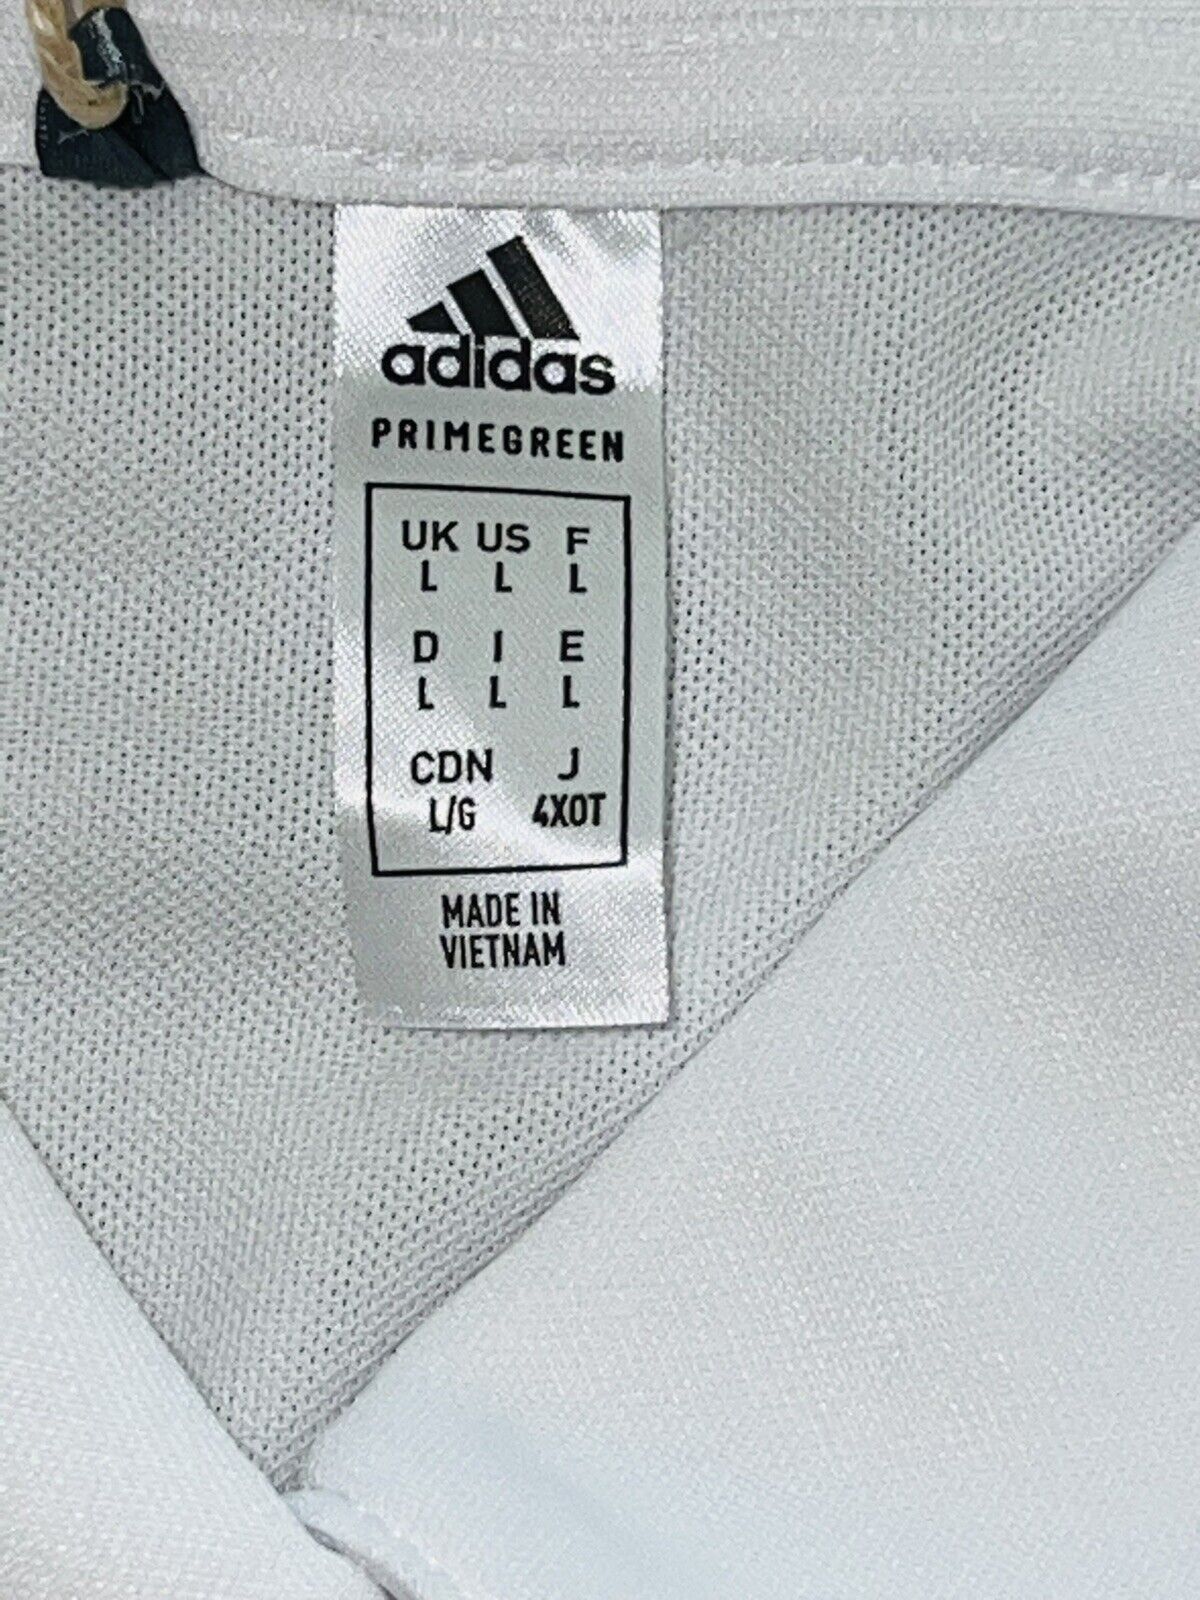 adidas
PRIMEGREEN
UK US F
L L L
D I E
L L L
CDN J
L/G 4XOT
MADE IN
VIETNAM